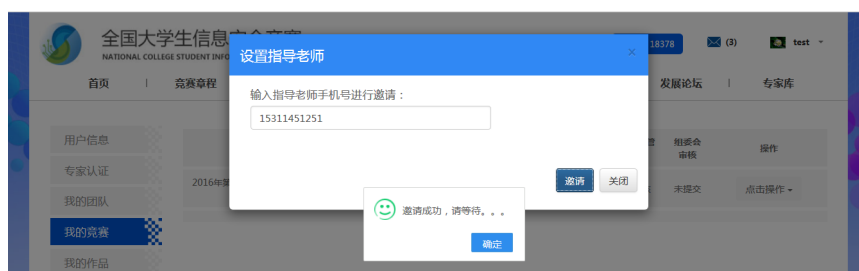 全国大学生信息
NATIONAL COLLEGE STUDENT INFO
18378
(3)
test
设置指导老师
×
首页
竞赛章程
发展论坛
专家库
输入指导老师手机号进行邀请：
15311451251
用户信息
组委会
审核
操作
专家认证
2016年
邀请
关闭
未提交
点击操作
我的团队
邀请成功，请等待。。。
我的竞赛
确定
我的作品